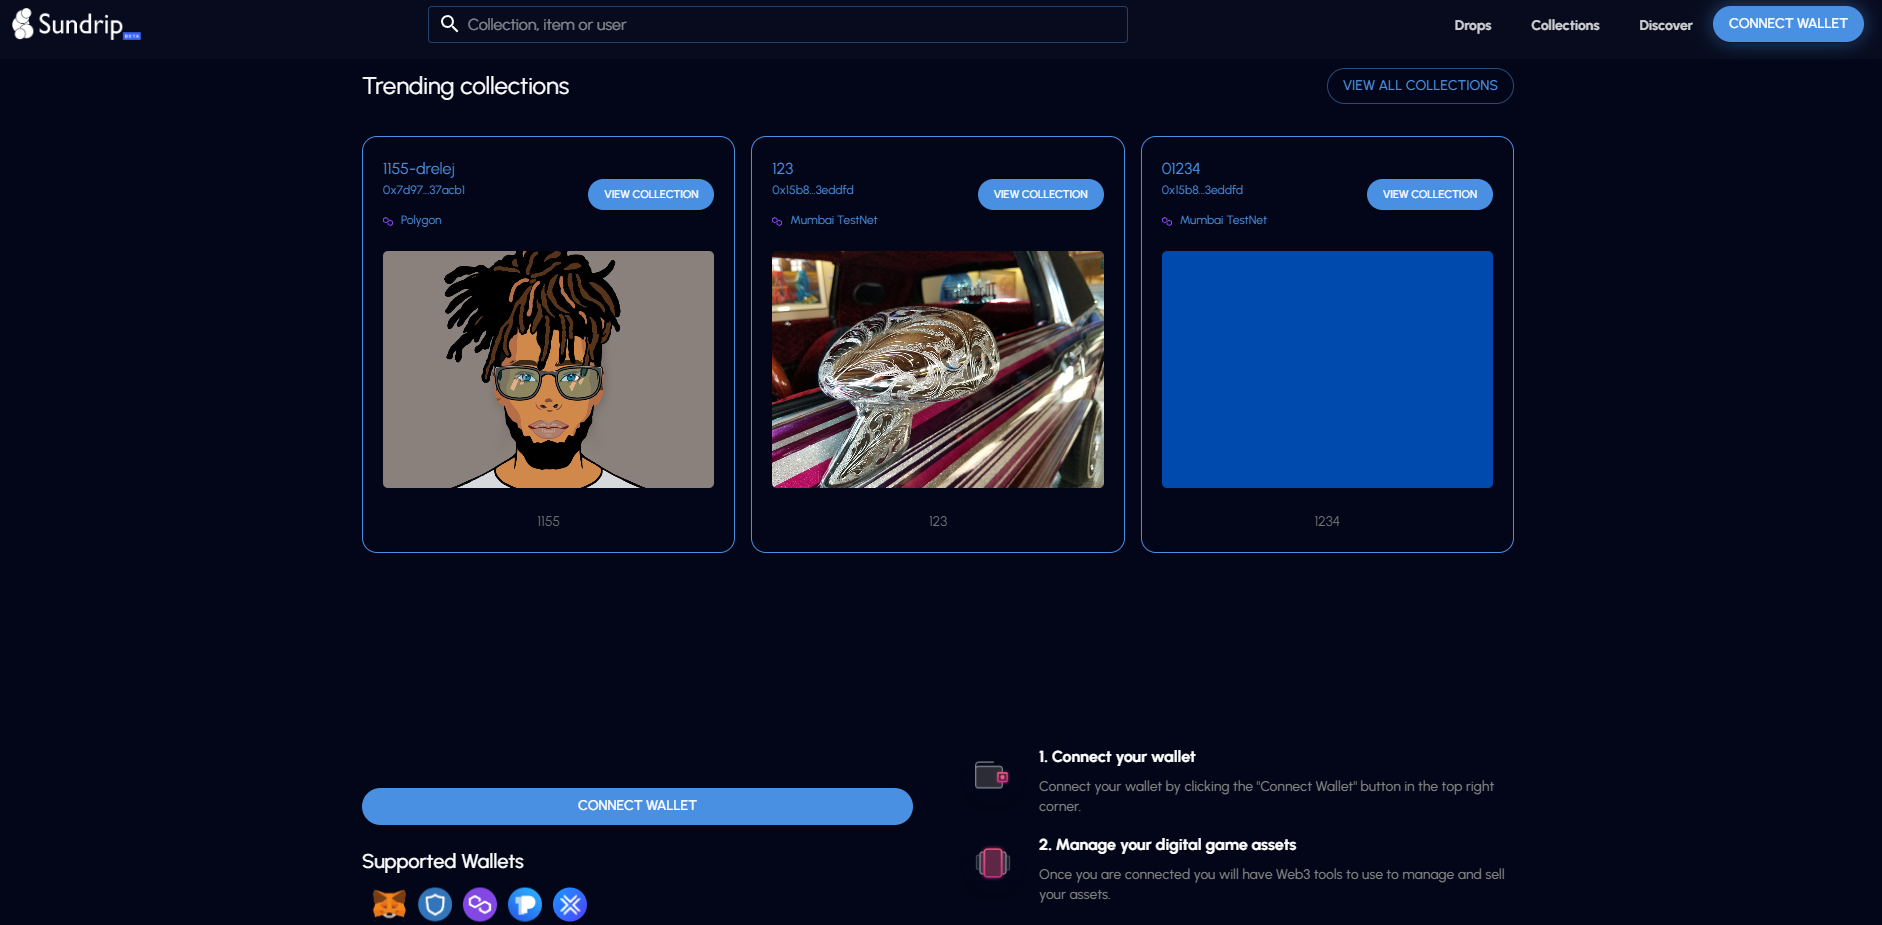 Sundrip BETA
Collection, item or user
Drops
Collections
Discover
CONNECT WALLET
Trending collections
VIEW ALL COLLECTIONS
1155-drelej
0x7d97...37acb1
VIEW COLLECTION
Polygon
1155
123
0x15b8...3eddfd
VIEW COLLECTION
Mumbai TestNet
123
01234
0x15b8...3eddfd
VIEW COLLECTION
Mumbai TestNet
1234
CONNECT WALLET
Supported Wallets
1. Connect your wallet
Connect your wallet by clicking the "Connect Wallet" button in the top right
corner.
2. Manage your digital game assets
Once you are connected you will have Web3 tools to use to manage and sell
your assets.